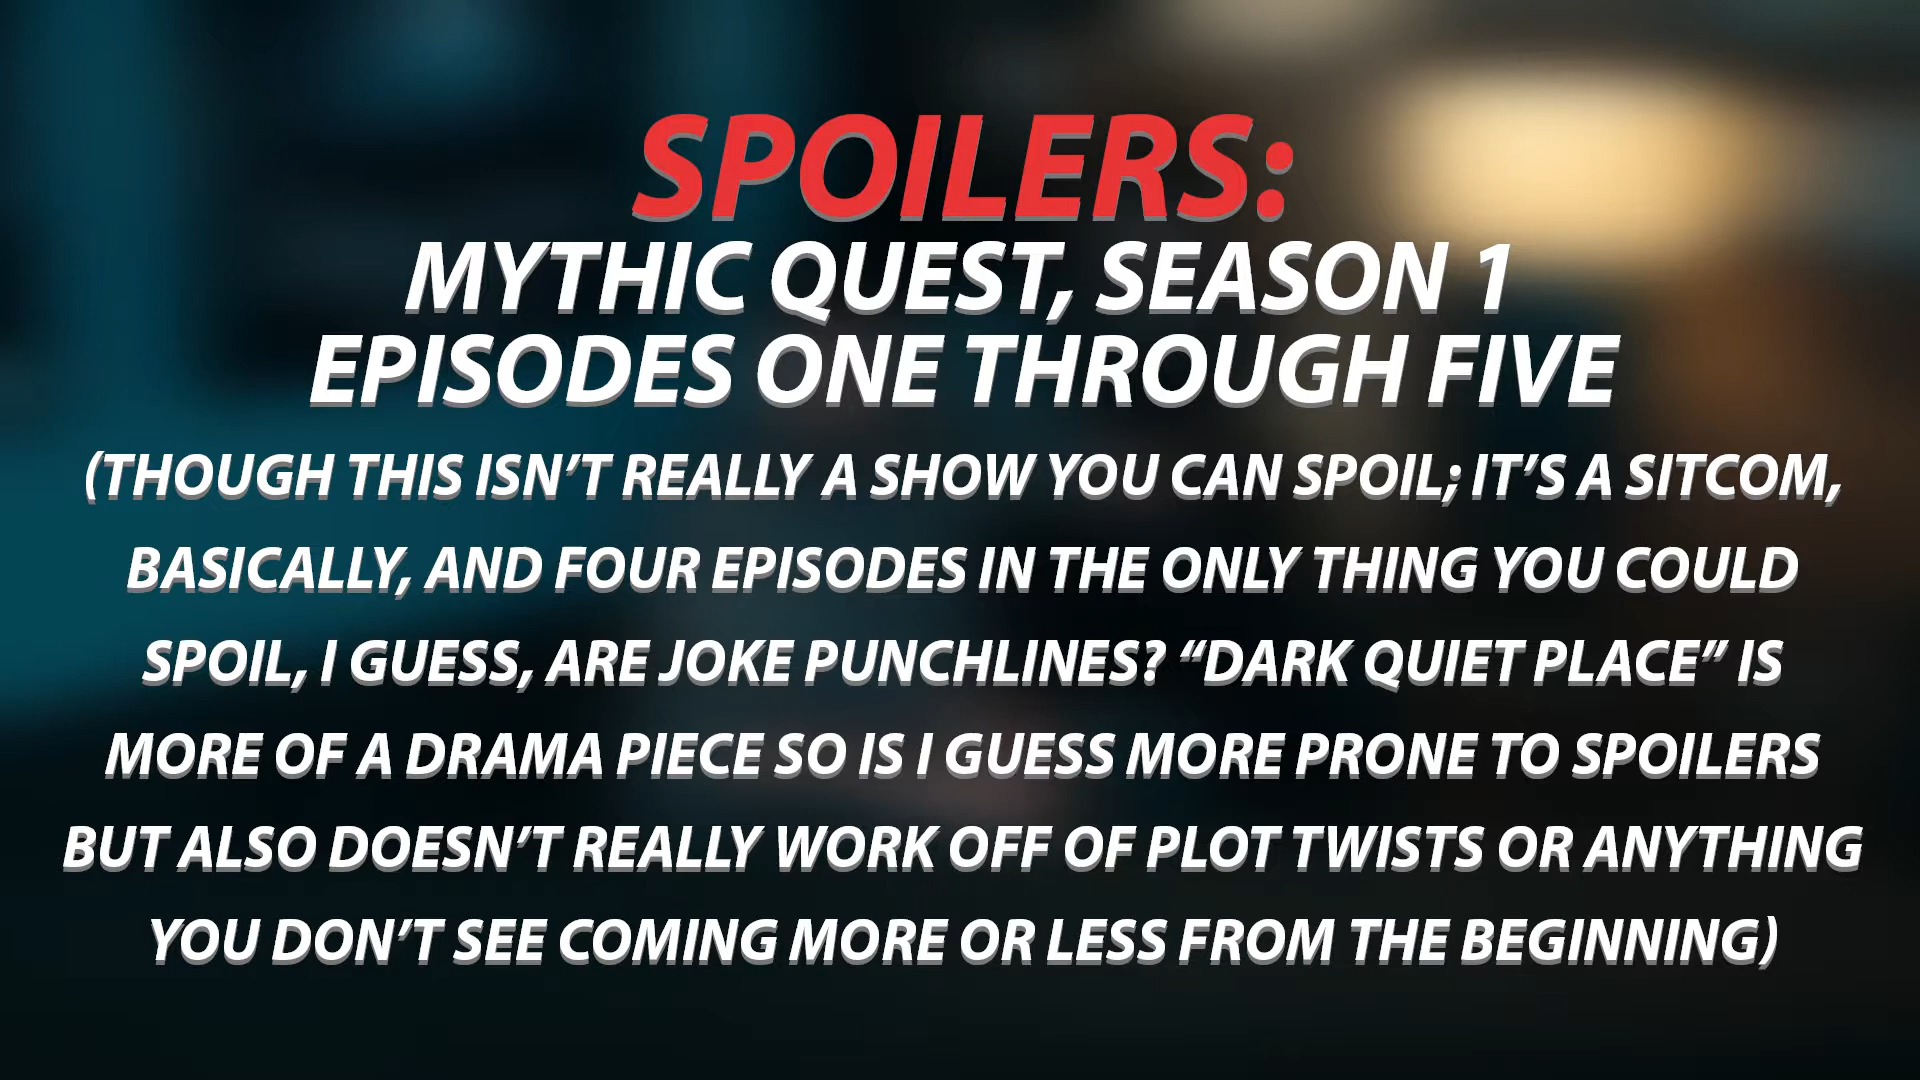 SPOILERS:
MYTHIC QUEST, SEASON 1
EPISODES ONE THROUGH FIVE
(THOUGH THIS ISN’T REALLY A SHOW YOU CAN SPOIL; IT’S A SITCOM,
BASICALLY, AND FOUR EPISODES IN THE ONLY THING YOU COULD
SPOIL, I GUESS, ARE JOKE PUNCHLINES? “DARK QUIET PLACE” IS
MORE OF A DRAMA PIECE SO IS I GUESS MORE PRONE TO SPOILERS
BUT ALSO DOESN’T REALLY WORK OFF OF PLOT TWISTS OR ANYTHING
YOU DON’T SEE COMING MORE OR LESS FROM THE BEGINNING)